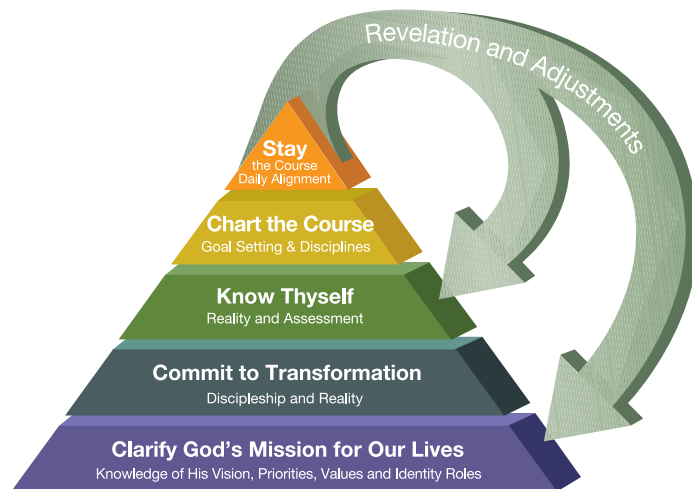 Revelation and Adjustments
Stay
the Course
Daily Alignment
Chart the Course
Goal Setting & Disciplines
Know Thyself
Reality and Assessment
Commit to Transformation
Discipleship and Reality
Clarify God's Mission for Our Lives
Knowledge of His Vision, Priorities, Values and Identity Roles